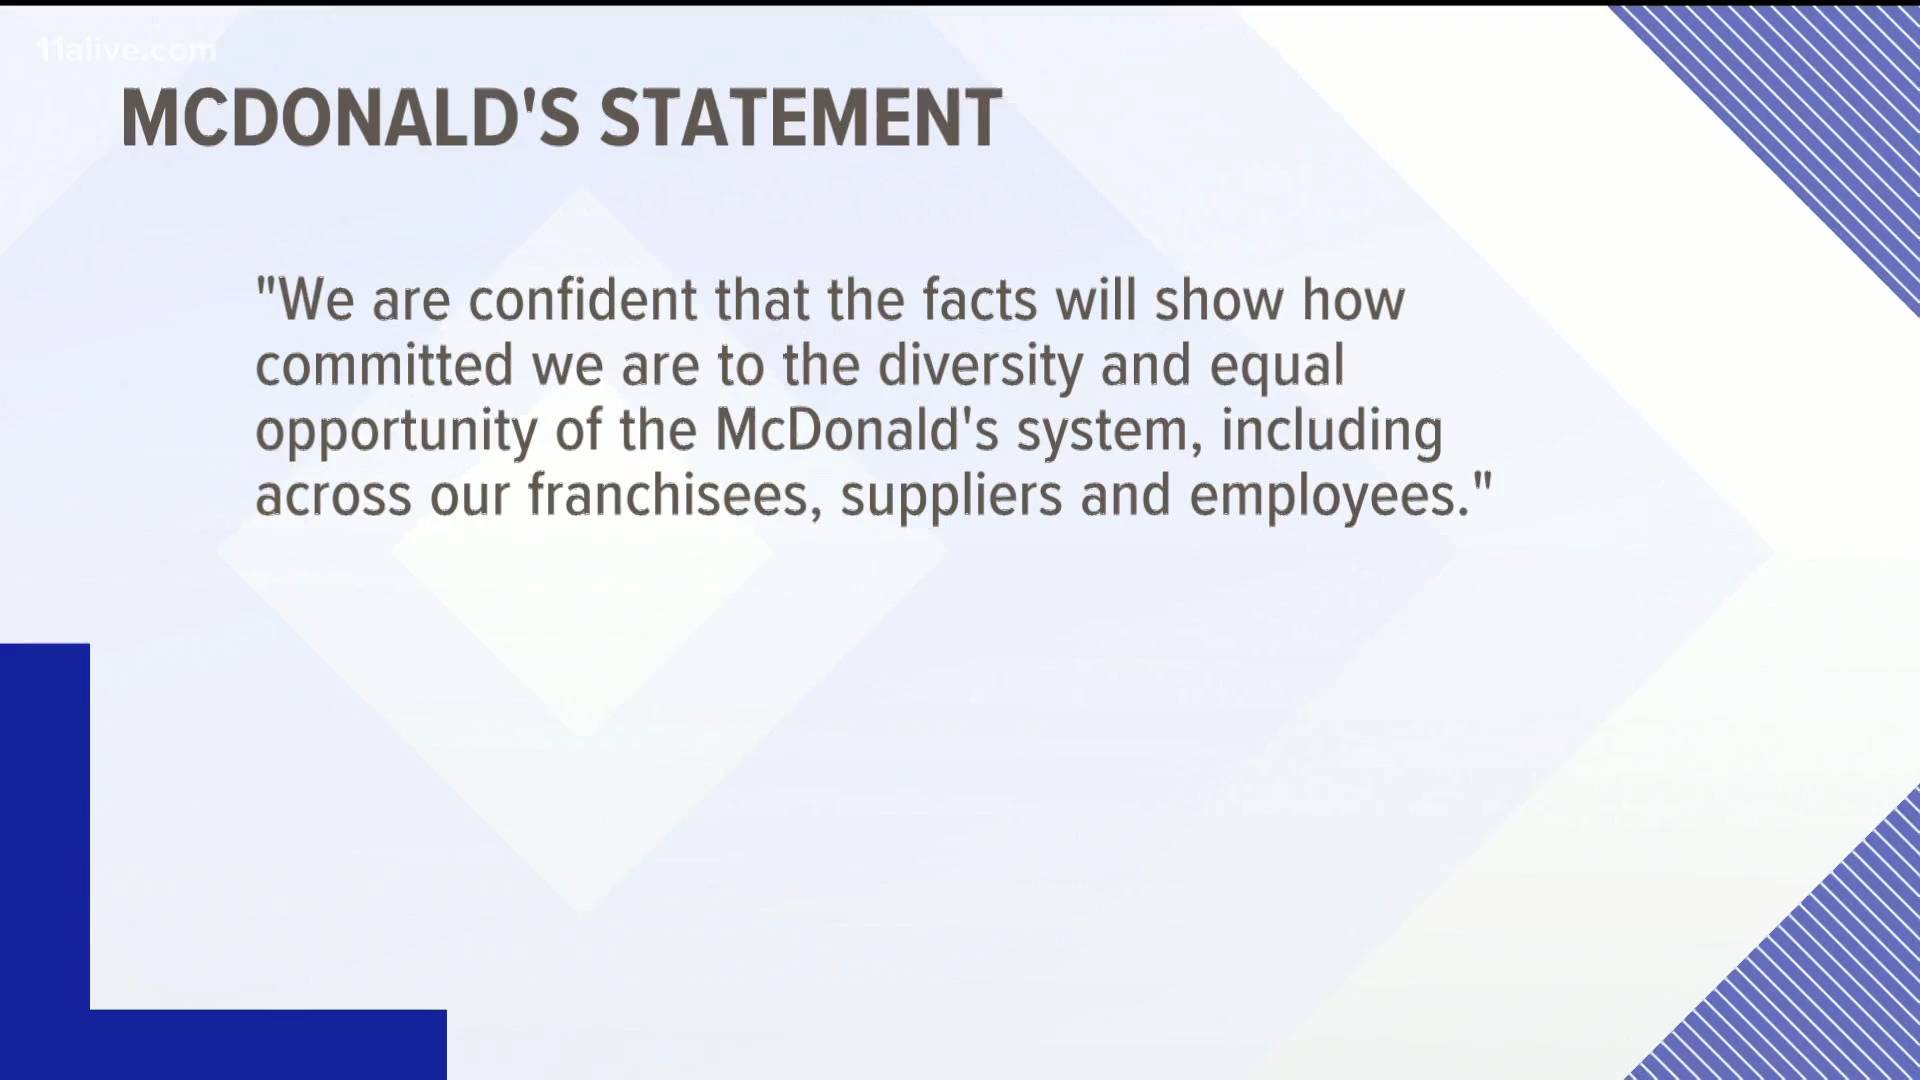 11alive.com
MCDONALD'S STATEMENT
"We are confident that the facts will show how
committed we are to the diversity and equal
opportunity of the McDonald's system, including
across our franchisees, suppliers and employees."